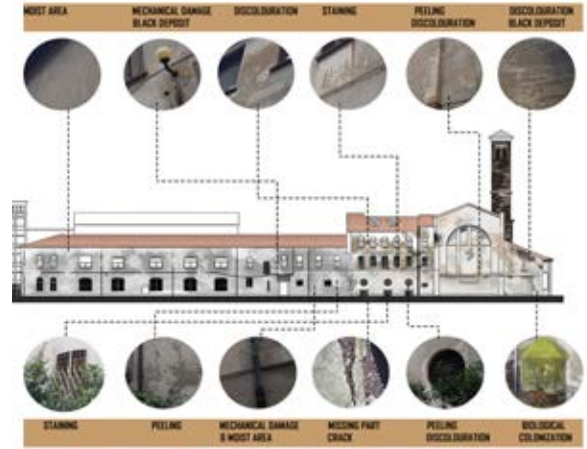 MOIST AREA
MECHANICAL DAMAGE
BLACK DEPOSIT
DISCOLOURATION
STAINING
PEELING
DISCOLOURATION
DISCOLOURATION
BLACK DEPOSIT
STAINING
PEELING
MECHANICAL DAMAGE
& MOIST AREA
MISSING PART
CRACK
PEELING
DISCOLOURATION
BIOLOGICAL
COLONIZATION